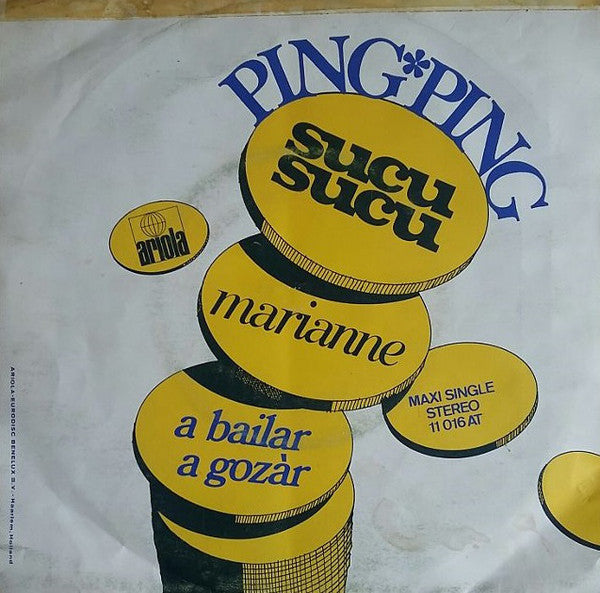 PING*PING
sucu
sucu
ariola
marianne
MAXI SINGLE
STEREO
11 016 AT
a bailar
a gozàr
ARIOLA-EURODISC BENELUX B.V. - Haarlem, Holland